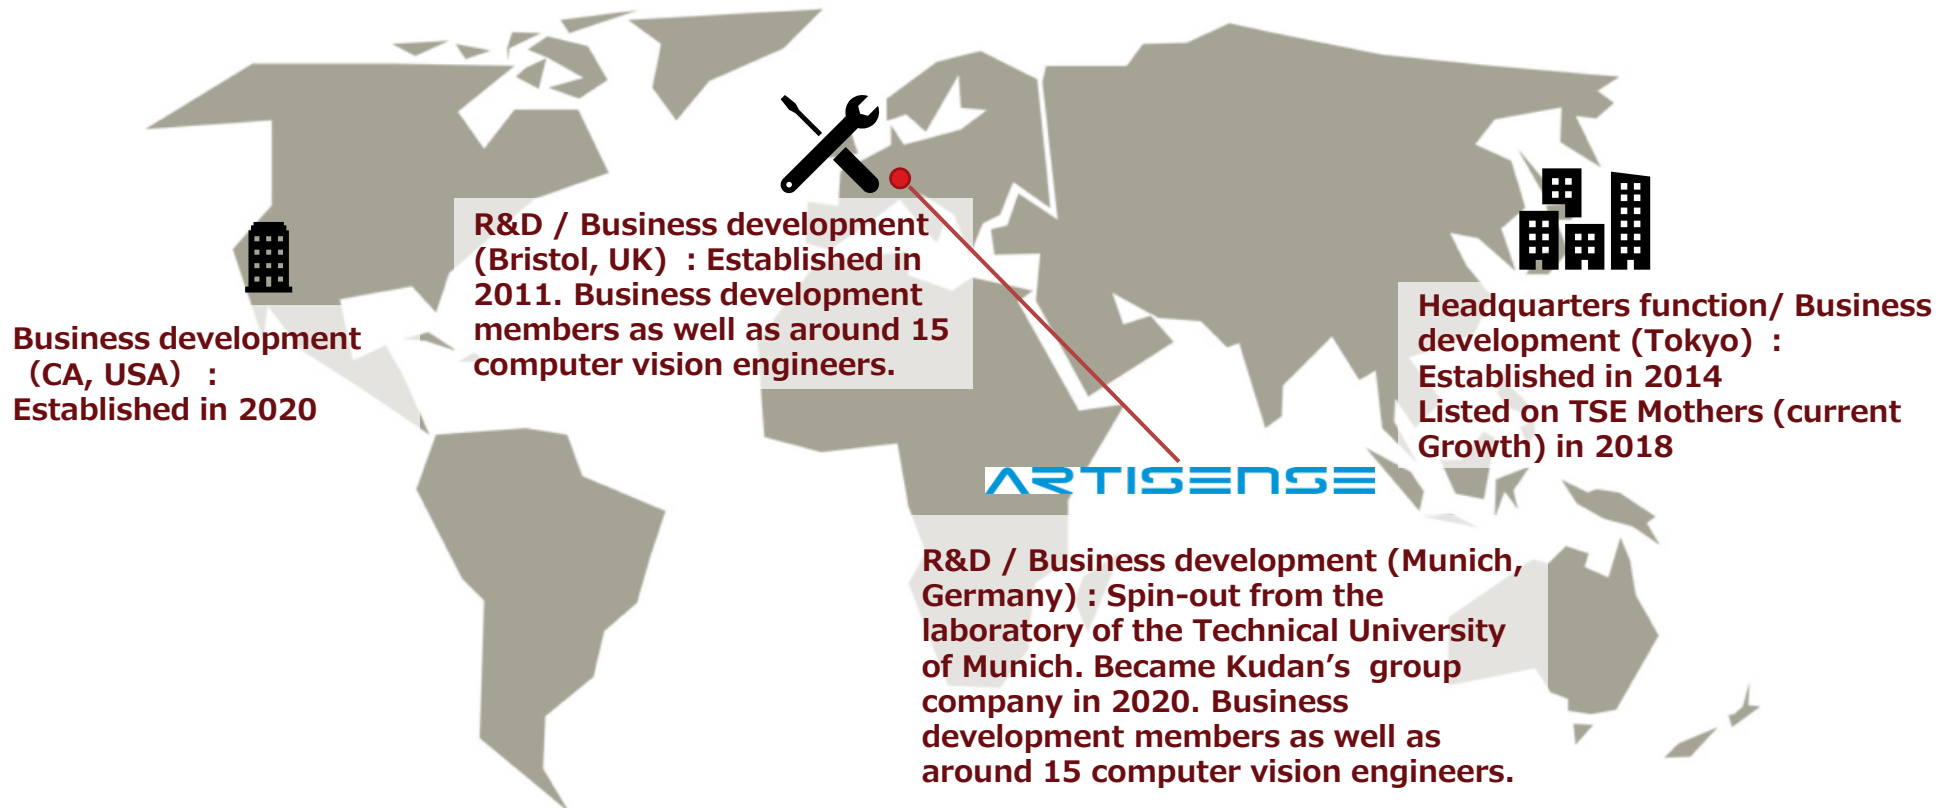 R&D / Business development
(Bristol, UK) : Established in
2011. Business development
members as well as around 15
computer vision engineers.
Business development
（CA, USA） :
Established in 2020
Headquarters function/ Business
development (Tokyo) :
Established in 2014
Listed on TSE Mothers (current
Growth) in 2018
ARTISENSE
R&D / Business development (Munich,
Germany) : Spin-out from the
laboratory of the Technical University
of Munich. Became Kudan’s group
company in 2020. Business
development members as well as
around 15 computer vision engineers.